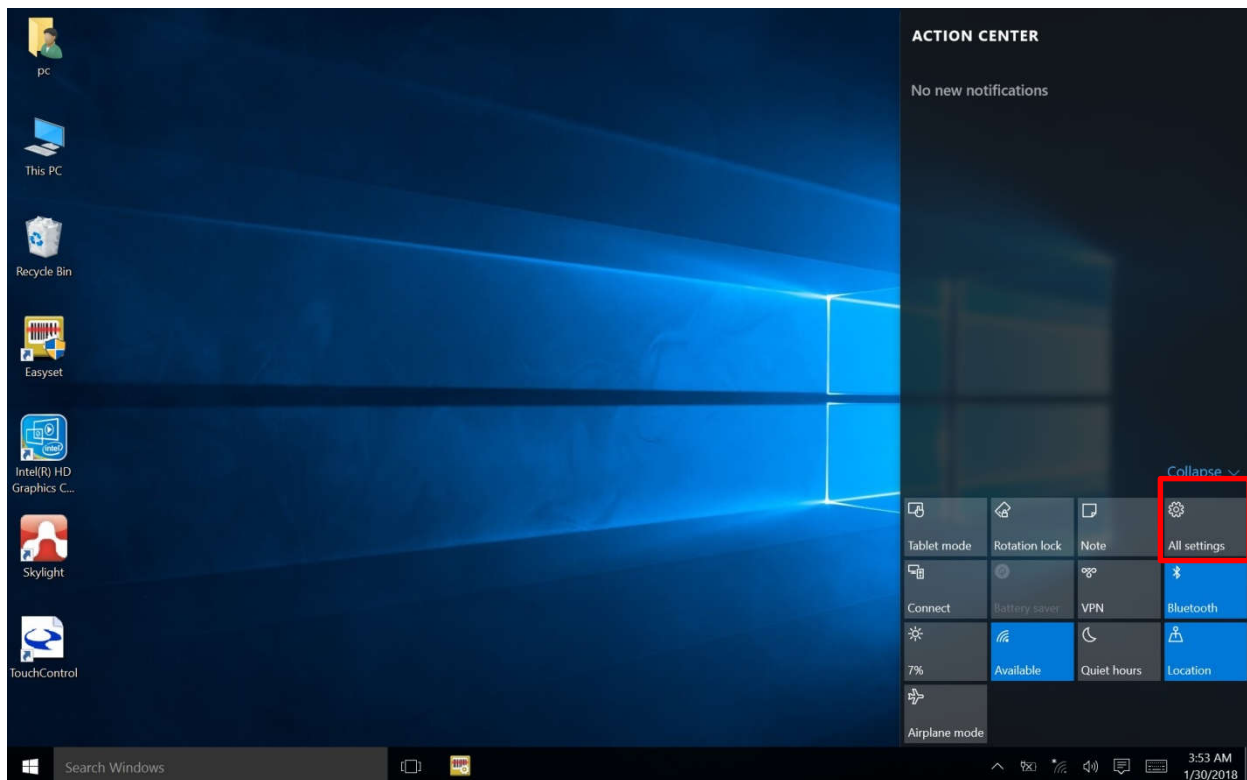 pc
This PC
Recycle Bin
Easyset
intel
Intel(R) HD
Graphics C...
Skylight
TouchControl
ACTION CENTER
No new notifications
Collapse
Tablet mode
Rotation lock
Note
All settings
Connect
Battery saver
VPN
Bluetooth
7%
Available
Quiet hours
Location
Airplane mode
Search Windows
3:53 AM
1/30/2018